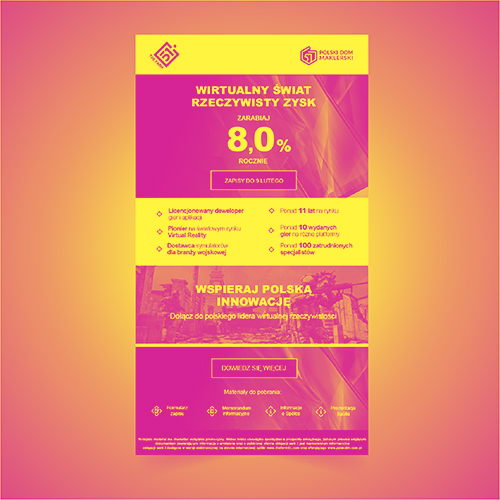 POLSKI DOM
MAKLERSKI
WIRTUALNY ŚWIAT
RZECZYWISTY ZYSK
ZARABIAJ
8,0%
ROCZNIE
ZAPISY DO 9 LUTEGO
Licencjonowany deweloper
gier i aplikacji
Ponad 11 lat na rynku
Pionier na światowym rynku
Virtual Reality
Ponad 10 wydanych
gier na różne platformy
Dostawca symulatorów
dla branży wojskowej
Ponad 100 zatrudnionych
specjalistów
WSPIERAJ POLSKĄ
INNOWACJĘ
Dołącz do polskiego lidera wirtualnej rzeczywistości
DOWIEDZ SIĘ WIĘCEJ
Materiały do pobrania:
Formularz
zapisu
Memorandum
informacyjne
Informacje
o Spółce
Prezentacja
Spółki